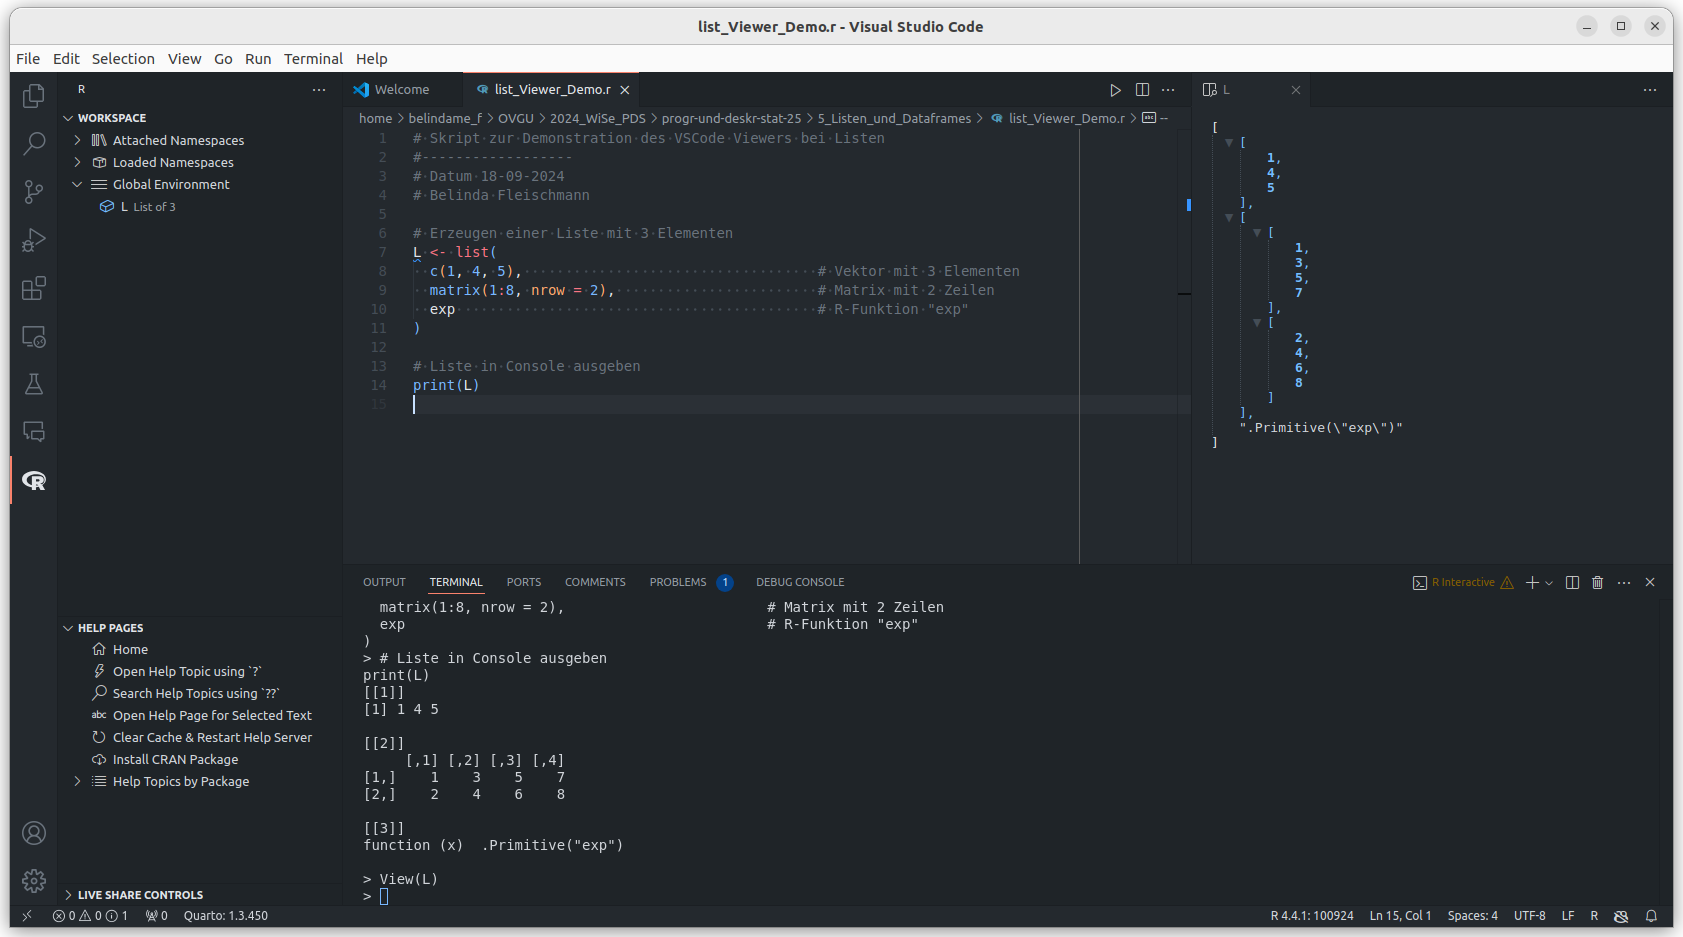 list_Viewer_Demo.r - Visual Studio Code
File Edit Selection View Go Run Terminal Help
R
WORKSPACE
Attached Namespaces
Loaded Namespaces
Global Environment
L List of 3
HELP PAGES
Home
Open Help Topic using `?`
Search Help Topics using `??`
abc Open Help Page for Selected Text
Clear Cache & Restart Help Server
Install CRAN Package
Help Topics by Package
LIVE SHARE CONTROLS
Welcome list_Viewer_Demo.r
home > belindame_f > OVGU > 2024_WiSe_PDS > progr-und-deskr-stat-25 > 5_Listen_und_Dataframes > list_Viewer_Demo.r > abc --
1 # Skript zur Demonstration des VSCode Viewers bei Listen
2 #------------------
3 # Datum 18-09-2024
4 # Belinda Fleischmann
5
6 # Erzeugen einer Liste mit 3 Elementen
7 L <- list(
8   c(1, 4, 5), # Vektor mit 3 Elementen
9   matrix(1:8, nrow = 2), # Matrix mit 2 Zeilen
10   exp # R-Funktion "exp"
11 )
12
13 # Liste in Console ausgeben
14 print(L)
15
L
[
[
1,
4,
5
],
[
[
1,
3,
5,
7
],
[
2,
4,
6,
8
]
],
".Primitive(\"exp\")"
]
OUTPUT TERMINAL PORTS COMMENTS PROBLEMS 1 DEBUG CONSOLE
R Interactive
  matrix(1:8, nrow = 2), # Matrix mit 2 Zeilen
  exp # R-Funktion "exp"
)
> # Liste in Console ausgeben
print(L)
[[1]]
[1] 1 4 5
[[2]]
     [,1] [,2] [,3] [,4]
[1,]    1    3    5    7
[2,]    2    4    6    8
[[3]]
function (x)  .Primitive("exp")
> View(L)
>
0 0 1 0 Quarto: 1.3.450
R 4.4.1: 100924 Ln 15, Col 1 Spaces: 4 UTF-8 LF R